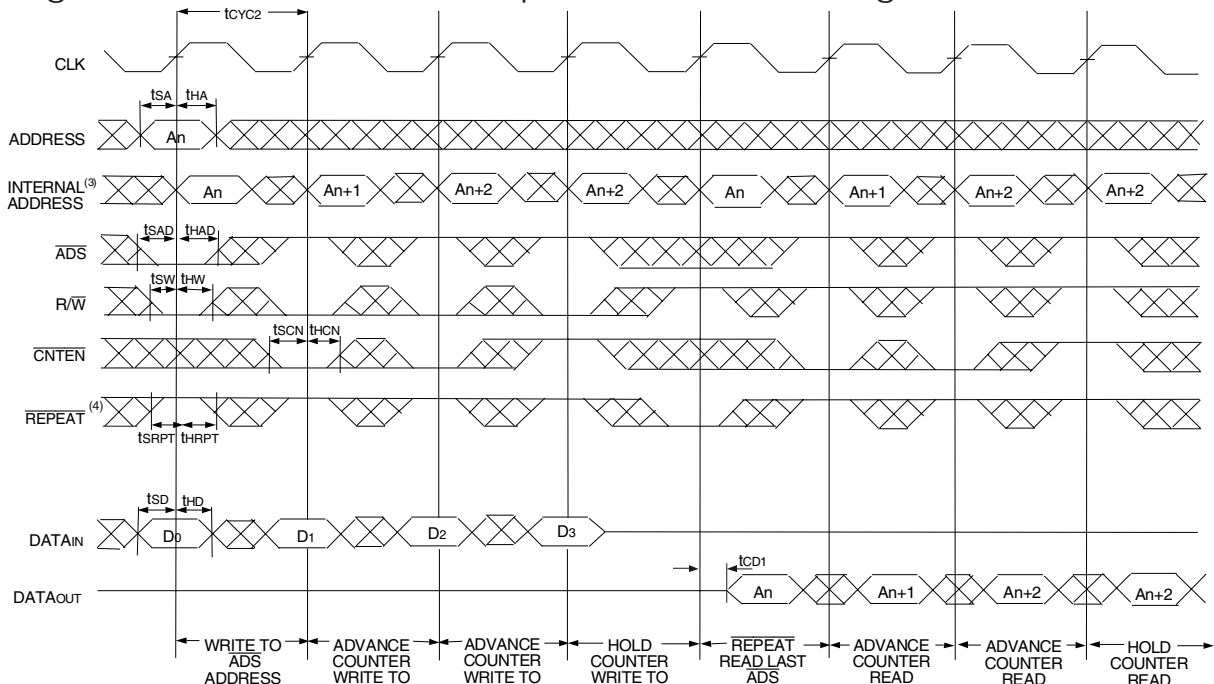 tCYC2
CLK
tSA tHA
ADDRESS An
INTERNAL(3) ADDRESS An An+1 An+2 An+2 An An+1 An+2 An+2
tSAD tHAD
ADS
tSW tHW
R/W
tSCN tHCN
CNTEN
REPEAT (4)
tSRPT tHRPT
tSD tHD
DATAIN D0 D1 D2 D3
tCD1
DATAOUT An An+1 An+2 An+2
WRITE TO ADVANCE ADVANCE HOLD REPEAT ADVANCE ADVANCE HOLD
ADS COUNTER COUNTER COUNTER READ LAST COUNTER COUNTER COUNTER
ADDRESS WRITE TO WRITE TO WRITE TO ADS READ READ READ